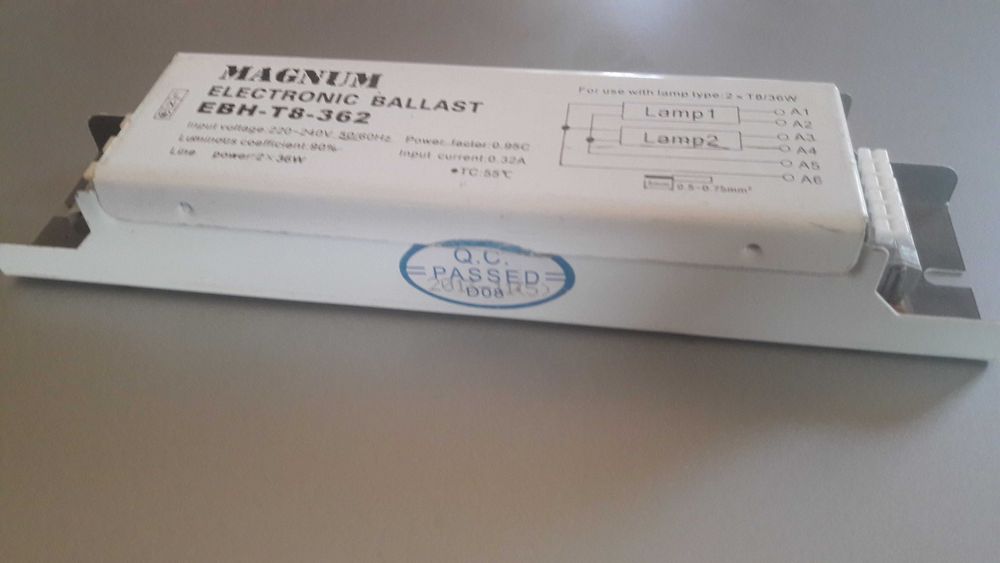 MAGNUM
ELECTRONIC BALLAST
EBH-T8-362
Input voltage:220-240V 50/60Hz Power factor:0.95C
Luminous coefficient:90% Input current:0.32A
Line power:2×36W
•TC:55℃
For use with lamp type:2×T8/36W
Lamp1
Lamp2
A1
A2
A3
A4
A5
A6
0.5-0.75mm²
Q.C.
PASSED
D08